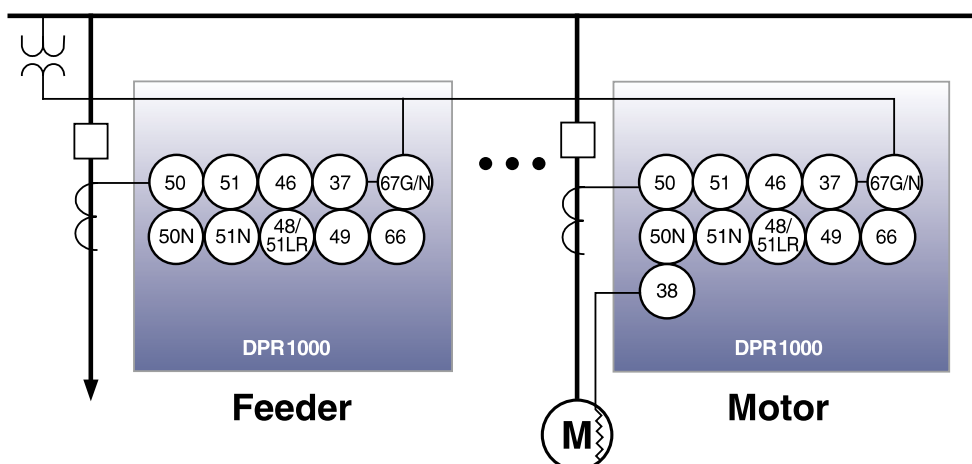 50 51 46 37 67G/N
50N 51N 48/51LR 49 66
DPR1000
Feeder
50 51 46 37 67G/N
50N 51N 48/51LR 49 66
38
DPR1000
Motor
M